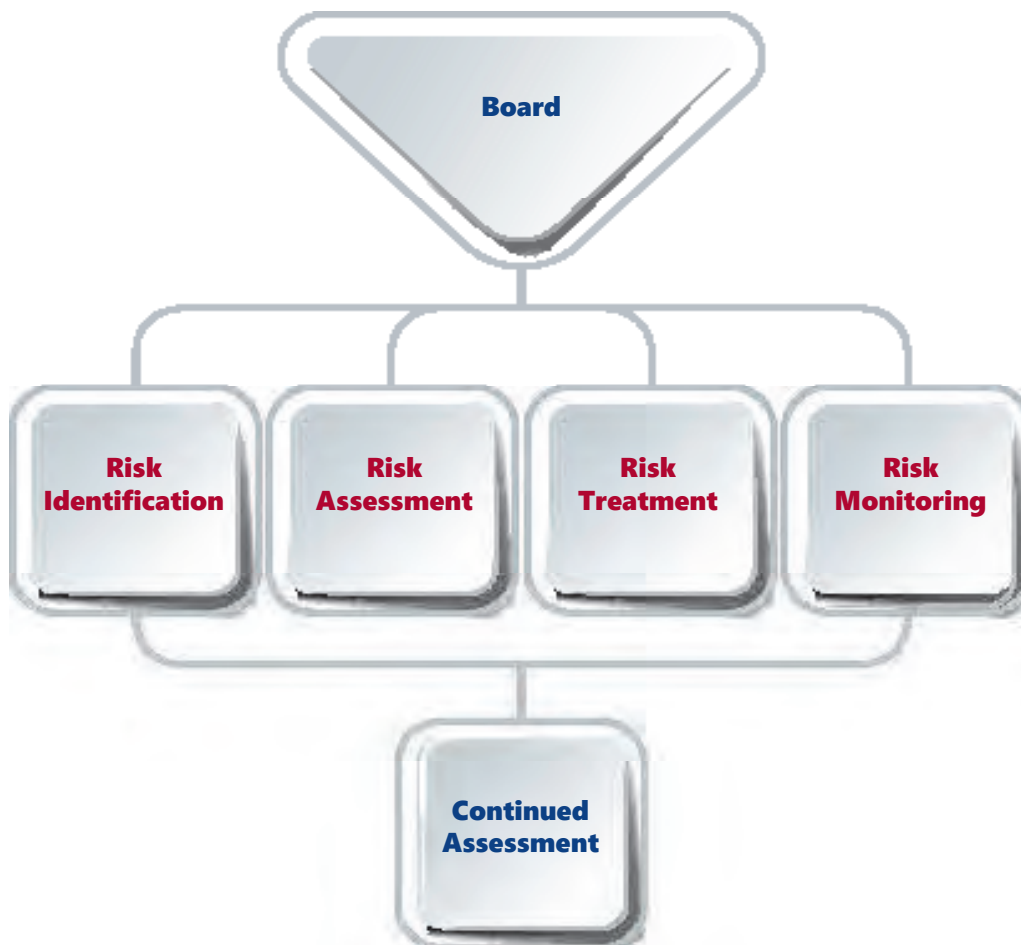 Board
Risk
Identification
Risk
Assessment
Risk
Treatment
Risk
Monitoring
Continued
Assessment